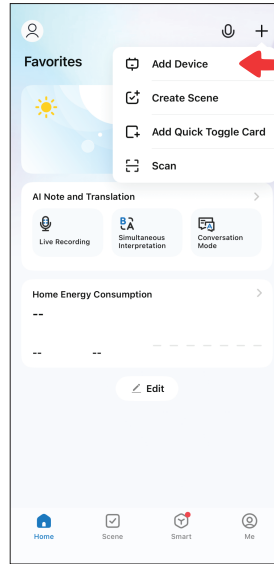 Favorites
Add Device
Create Scene
Add Quick Toggle Card
Scan
AI Note and Translation
Live Recording
Simultaneous
Interpretation
Conversation
Mode
Home Energy Consumption
--
-- --
Edit
Home Scene Smart Me